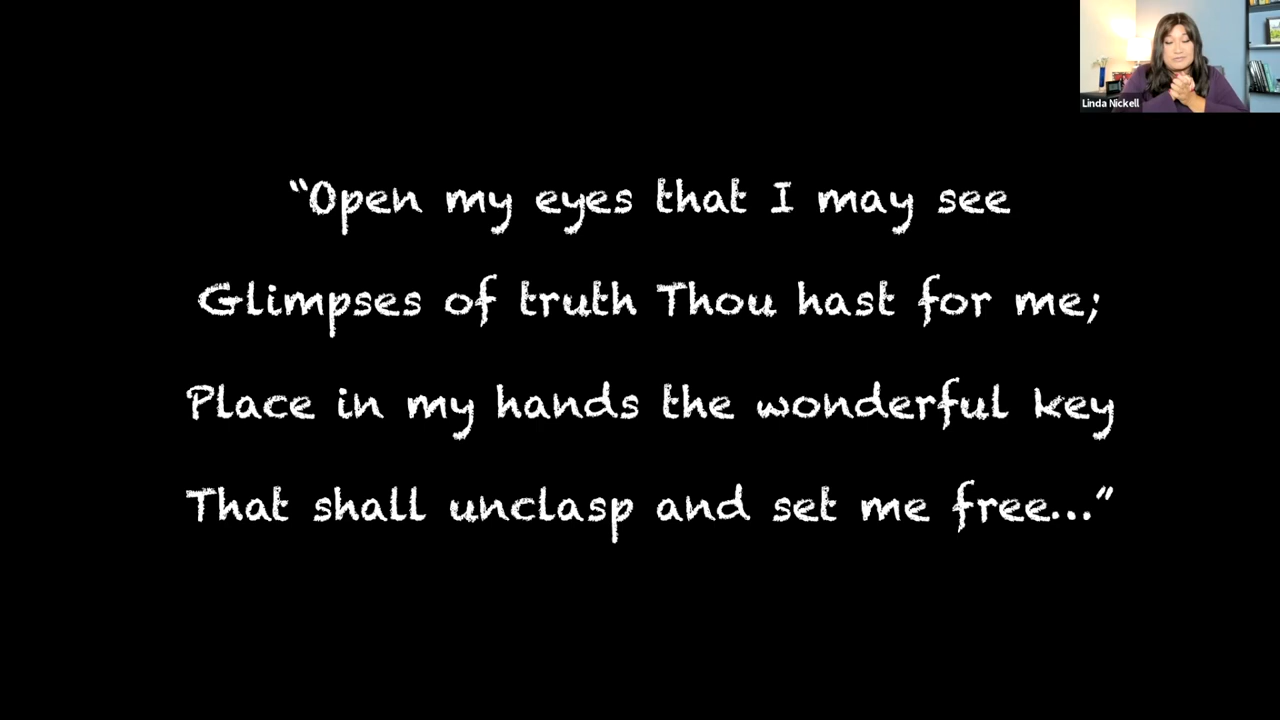 Linda Nickell
“Open my eyes that I may see
Glimpses of truth Thou hast for me;
Place in my hands the wonderful key
That shall unclasp and set me free...”